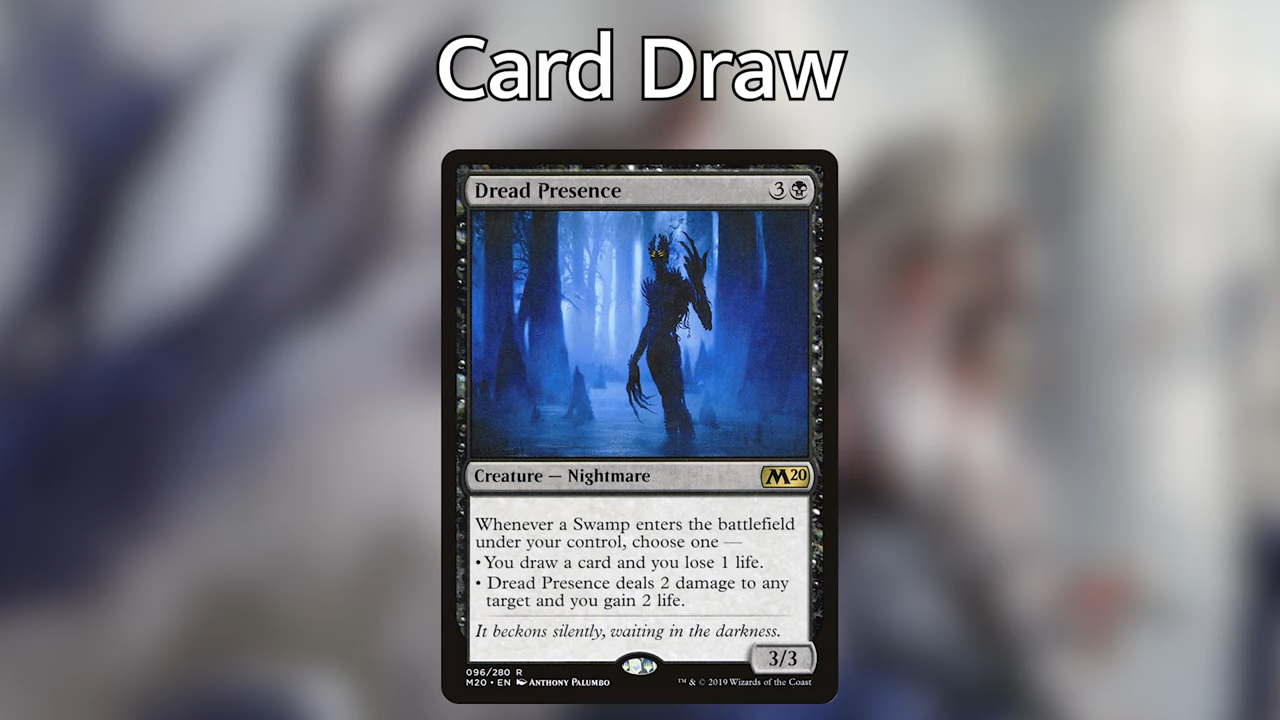 Card Draw
Dread Presence 3
Creature — Nightmare M20
Whenever a Swamp enters the battlefield
under your control, choose one —
• You draw a card and you lose 1 life.
• Dread Presence deals 2 damage to any
target and you gain 2 life.
It beckons silently, waiting in the darkness.
3/3
096/280 R
M20 • EN Anthony Palumbo
™ & © 2019 Wizards of the Coast